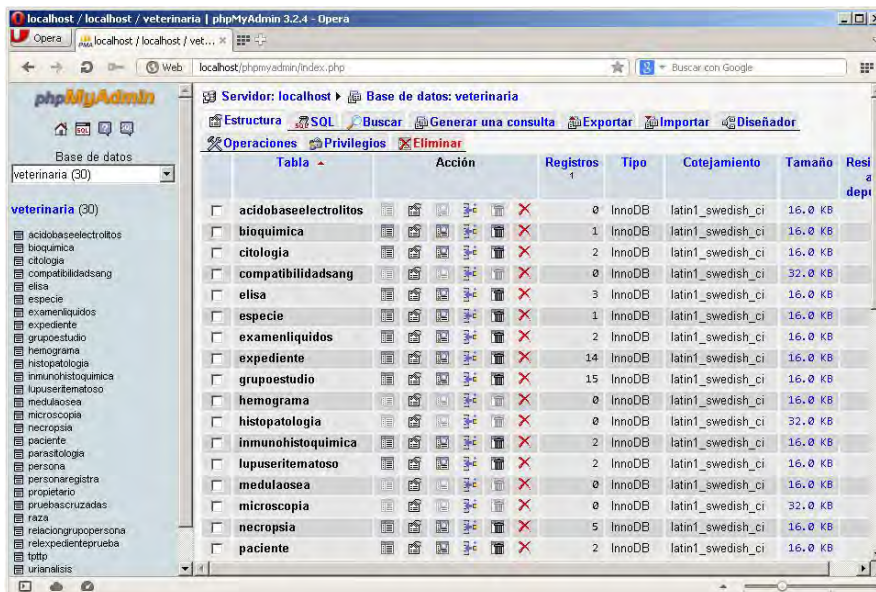 localhost / localhost / veterinaria | phpMyAdmin 3.2.4 - Opera
Opera
PMA localhost / localhost / vet...
Web
localhost/phpmyadmin/index.php
Buscar con Google
phpMyAdmin
Base de datos
veterinaria (30)
veterinaria (30)
acidobaseelectrolitos
bioquimica
citologia
compatibilidadsang
elisa
especie
examenliquidos
expediente
grupoestudio
hemograma
histopatologia
inmunohistoquimica
lupuseritematoso
medulaosea
microscopia
necropsia
paciente
parasitologia
persona
personaregistra
propietario
pruebascruzadas
raza
relaciongrupopersona
relexpedienteprueba
tpttp
urianalisis
Servidor: localhost Base de datos: veterinaria
Estructura SQL Buscar Generar una consulta Exportar Importar Diseñador
Operaciones Privilegios Eliminar
Tabla Acción Registros 1 Tipo Cotejamiento Tamaño Resi
a
depu
acidobaseelectrolitos 0 InnoDB latin1_swedish_ci 16.0 KB
bioquimica 1 InnoDB latin1_swedish_ci 16.0 KB
citologia 2 InnoDB latin1_swedish_ci 16.0 KB
compatibilidadsang 0 InnoDB latin1_swedish_ci 32.0 KB
elisa 3 InnoDB latin1_swedish_ci 16.0 KB
especie 1 InnoDB latin1_swedish_ci 16.0 KB
examenliquidos 2 InnoDB latin1_swedish_ci 16.0 KB
expediente 14 InnoDB latin1_swedish_ci 16.0 KB
grupoestudio 15 InnoDB latin1_swedish_ci 16.0 KB
hemograma 0 InnoDB latin1_swedish_ci 16.0 KB
histopatologia 0 InnoDB latin1_swedish_ci 32.0 KB
inmunohistoquimica 2 InnoDB latin1_swedish_ci 16.0 KB
lupuseritematoso 2 InnoDB latin1_swedish_ci 16.0 KB
medulaosea 0 InnoDB latin1_swedish_ci 16.0 KB
microscopia 0 InnoDB latin1_swedish_ci 32.0 KB
necropsia 5 InnoDB latin1_swedish_ci 16.0 KB
paciente 2 InnoDB latin1_swedish_ci 16.0 KB